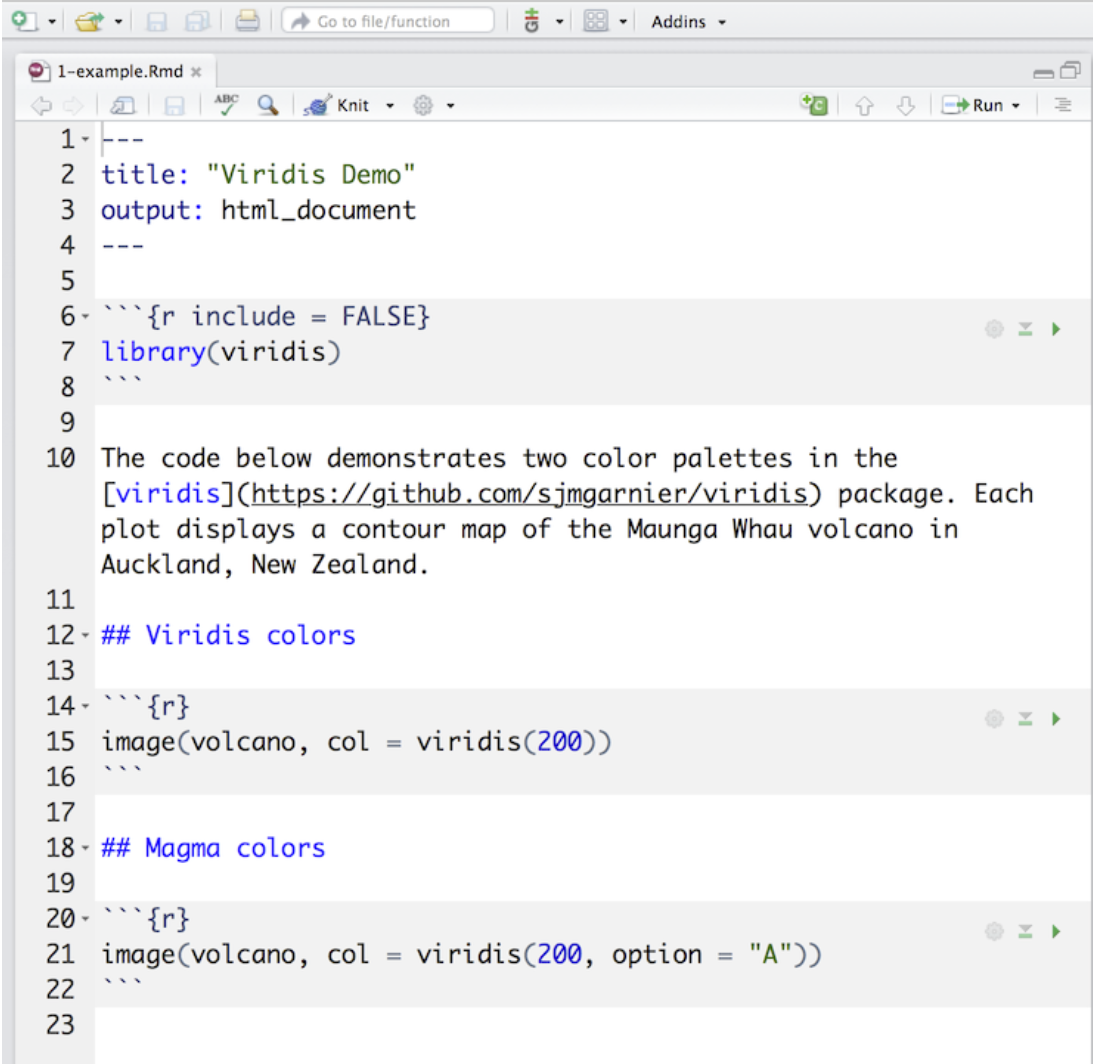 Go to file/function
Addins
1-example.Rmd
ABC
Knit
Run
1 ---
2 title: "Viridis Demo"
3 output: html_document
4 ---
5
6 ```{r include = FALSE}
7 library(viridis)
8 ```
9
10 The code below demonstrates two color palettes in the
[viridis](https://github.com/sjmgarnier/viridis) package. Each
plot displays a contour map of the Maunga Whau volcano in
Auckland, New Zealand.
11
12 ## Viridis colors
13
14 ```{r}
15 image(volcano, col = viridis(200))
16 ```
17
18 ## Magma colors
19
20 ```{r}
21 image(volcano, col = viridis(200, option = "A"))
22 ```
23